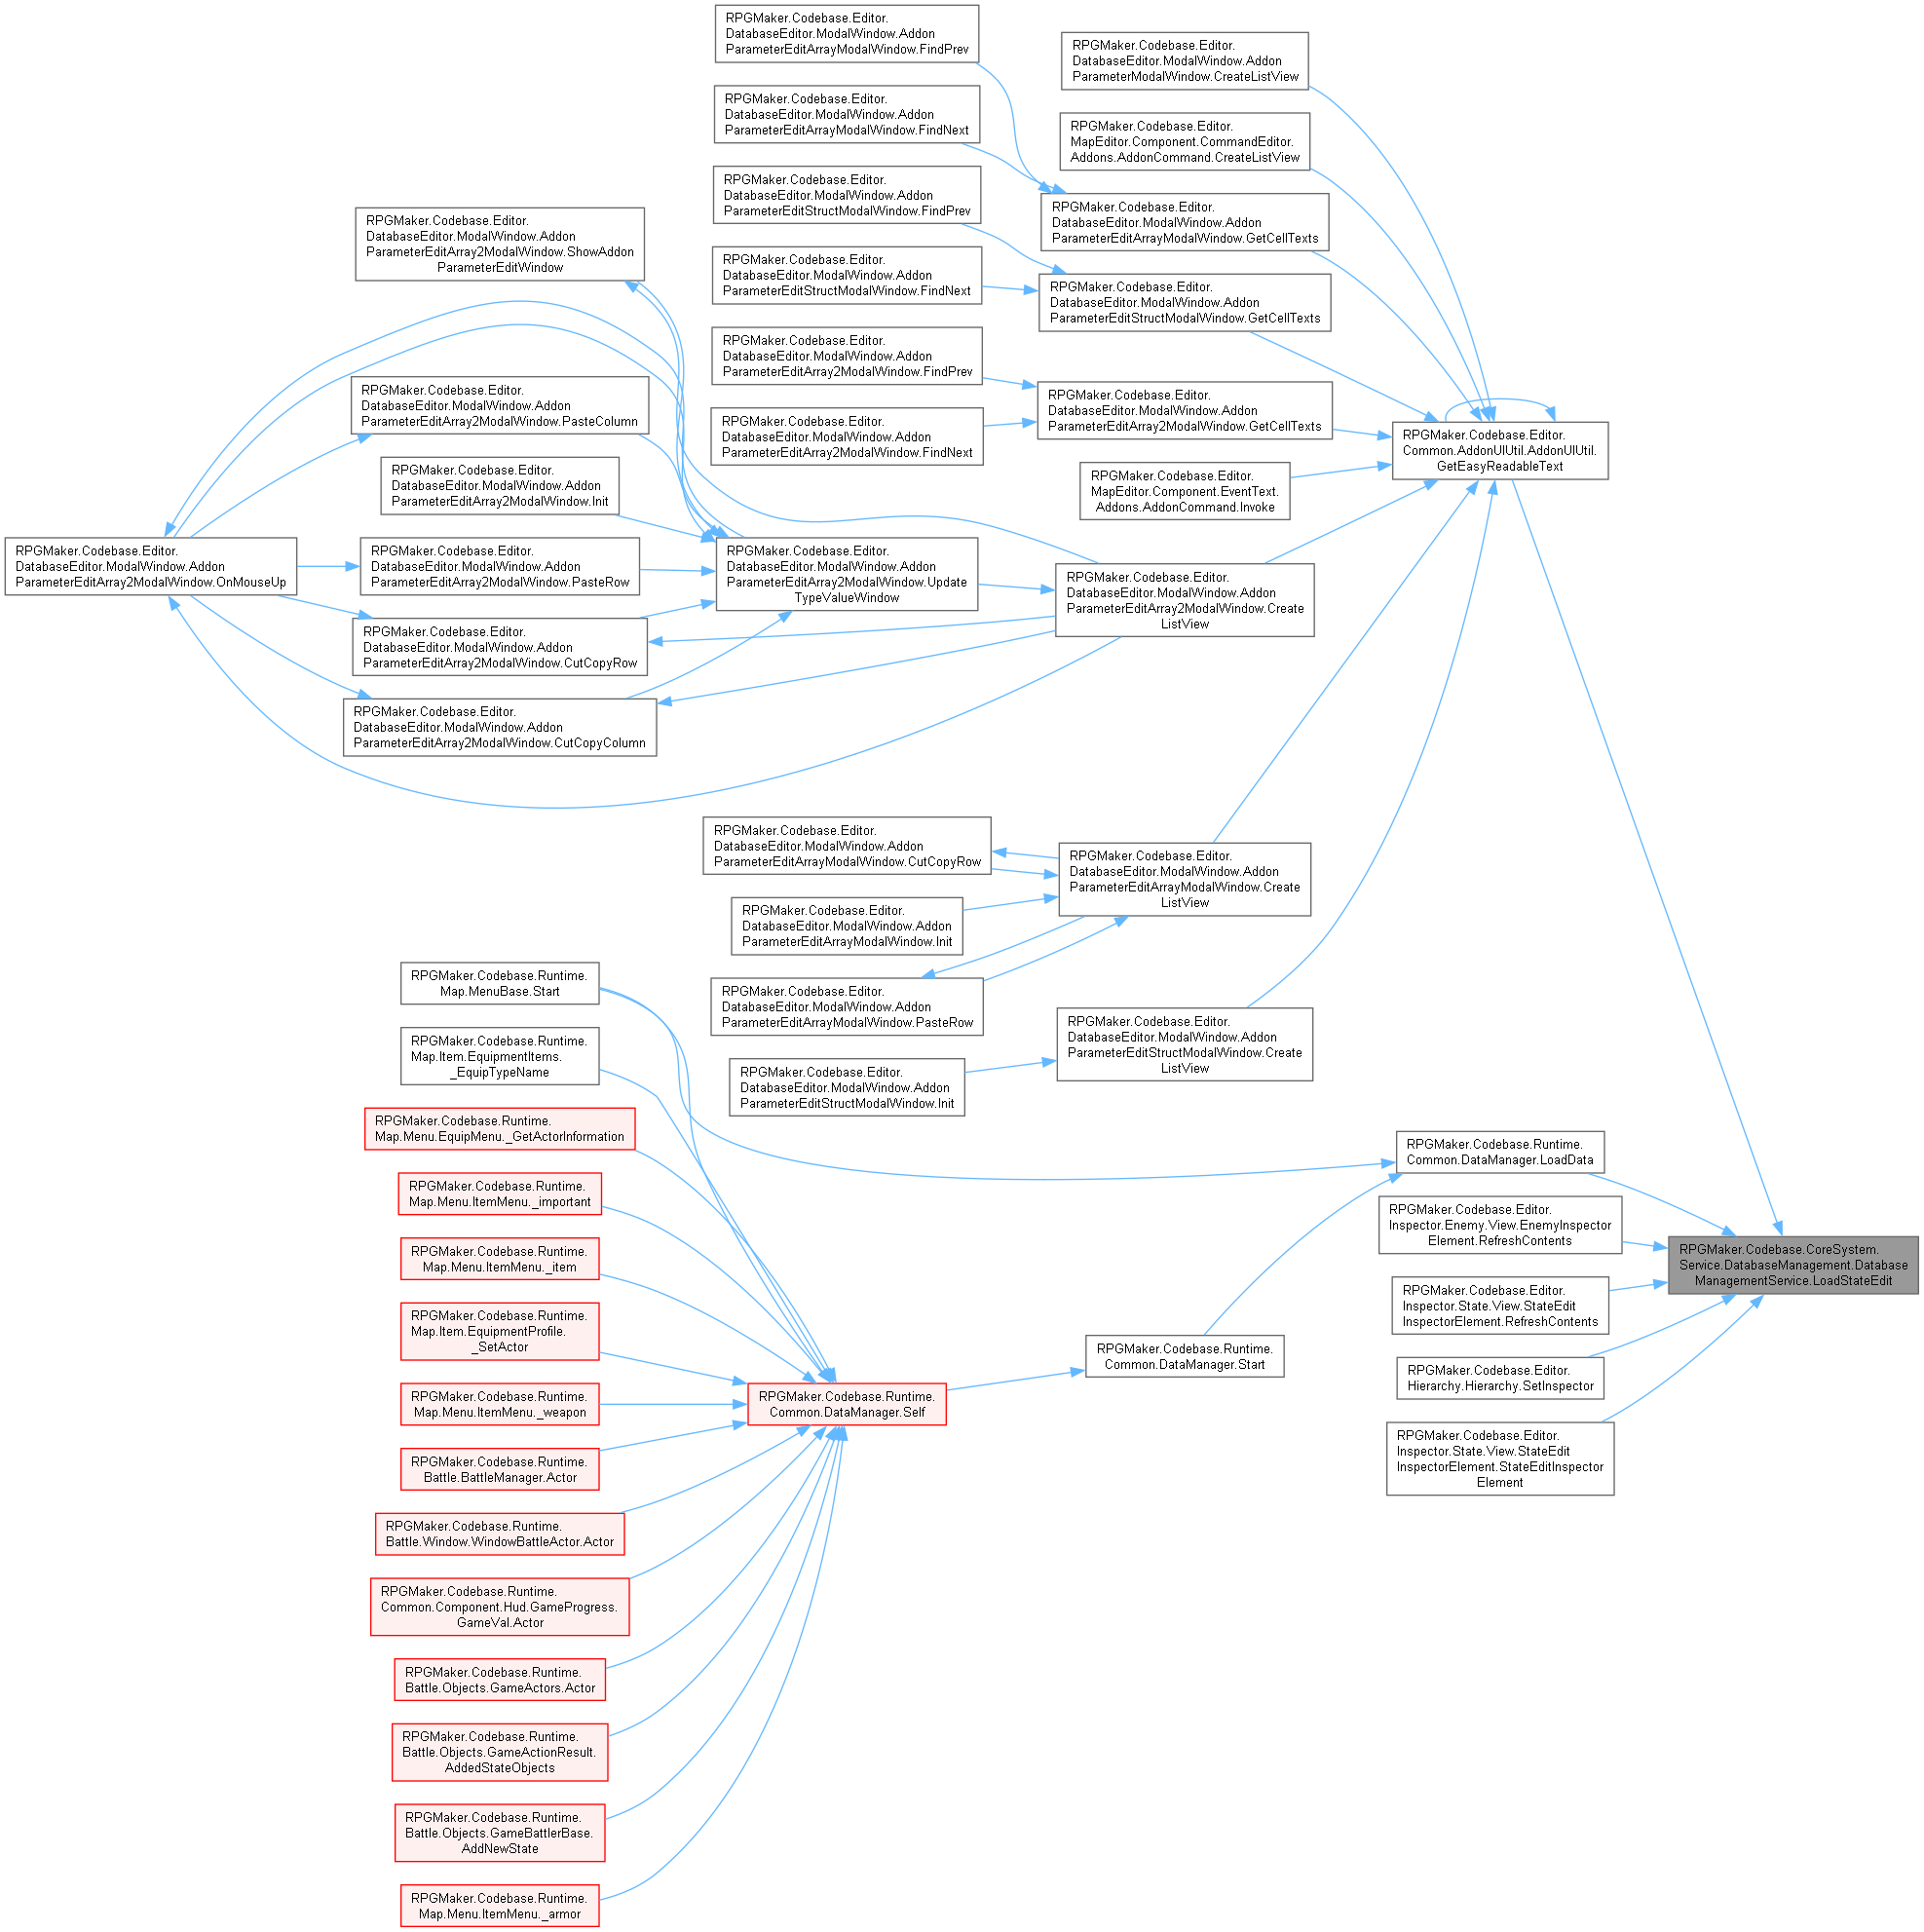 RPGMaker.Codebase.Editor.
DatabaseEditor.ModalWindow.Addon
ParameterEditArrayModalWindow.FindPrev
RPGMaker.Codebase.Editor.
DatabaseEditor.ModalWindow.Addon
ParameterModalWindow.CreateListView
RPGMaker.Codebase.Editor.
DatabaseEditor.ModalWindow.Addon
ParameterEditArrayModalWindow.FindNext
RPGMaker.Codebase.Editor.
MapEditor.Component.CommandEditor.
Addons.AddonCommand.CreateListView
RPGMaker.Codebase.Editor.
DatabaseEditor.ModalWindow.Addon
ParameterEditStructModalWindow.FindPrev
RPGMaker.Codebase.Editor.
DatabaseEditor.ModalWindow.Addon
ParameterEditArrayModalWindow.GetCellTexts
RPGMaker.Codebase.Editor.
DatabaseEditor.ModalWindow.Addon
ParameterEditArray2ModalWindow.ShowAddon
ParameterEditWindow
RPGMaker.Codebase.Editor.
DatabaseEditor.ModalWindow.Addon
ParameterEditStructModalWindow.FindNext
RPGMaker.Codebase.Editor.
DatabaseEditor.ModalWindow.Addon
ParameterEditStructModalWindow.GetCellTexts
RPGMaker.Codebase.Editor.
DatabaseEditor.ModalWindow.Addon
ParameterEditArray2ModalWindow.FindPrev
RPGMaker.Codebase.Editor.
DatabaseEditor.ModalWindow.Addon
ParameterEditArray2ModalWindow.PasteColumn
RPGMaker.Codebase.Editor.
DatabaseEditor.ModalWindow.Addon
ParameterEditArray2ModalWindow.GetCellTexts
RPGMaker.Codebase.Editor.
DatabaseEditor.ModalWindow.Addon
ParameterEditArray2ModalWindow.FindNext
RPGMaker.Codebase.Editor.
Common.AddonUIUtil.AddonUIUtil.
GetEasyReadableText
RPGMaker.Codebase.Editor.
DatabaseEditor.ModalWindow.Addon
ParameterEditArray2ModalWindow.Init
RPGMaker.Codebase.Editor.
MapEditor.Component.EventText.
Addons.AddonCommand.Invoke
RPGMaker.Codebase.Editor.
DatabaseEditor.ModalWindow.Addon
ParameterEditArray2ModalWindow.OnMouseUp
RPGMaker.Codebase.Editor.
DatabaseEditor.ModalWindow.Addon
ParameterEditArray2ModalWindow.PasteRow
RPGMaker.Codebase.Editor.
DatabaseEditor.ModalWindow.Addon
ParameterEditArray2ModalWindow.Update
TypeValueWindow
RPGMaker.Codebase.Editor.
DatabaseEditor.ModalWindow.Addon
ParameterEditArray2ModalWindow.Create
ListView
RPGMaker.Codebase.Editor.
DatabaseEditor.ModalWindow.Addon
ParameterEditArray2ModalWindow.CutCopyRow
RPGMaker.Codebase.Editor.
DatabaseEditor.ModalWindow.Addon
ParameterEditArray2ModalWindow.CutCopyColumn
RPGMaker.Codebase.Editor.
DatabaseEditor.ModalWindow.Addon
ParameterEditArrayModalWindow.CutCopyRow
RPGMaker.Codebase.Editor.
DatabaseEditor.ModalWindow.Addon
ParameterEditArrayModalWindow.Create
ListView
RPGMaker.Codebase.Editor.
DatabaseEditor.ModalWindow.Addon
ParameterEditArrayModalWindow.Init
RPGMaker.Codebase.Runtime.
Map.MenuBase.Start
RPGMaker.Codebase.Editor.
DatabaseEditor.ModalWindow.Addon
ParameterEditArrayModalWindow.PasteRow
RPGMaker.Codebase.Editor.
DatabaseEditor.ModalWindow.Addon
ParameterEditStructModalWindow.Create
ListView
RPGMaker.Codebase.Runtime.
Map.Item.EquipmentItems.
_EquipTypeName
RPGMaker.Codebase.Editor.
DatabaseEditor.ModalWindow.Addon
ParameterEditStructModalWindow.Init
RPGMaker.Codebase.Runtime.
Map.Menu.EquipMenu._GetActorInformation
RPGMaker.Codebase.Runtime.
Common.DataManager.LoadData
RPGMaker.Codebase.Runtime.
Map.Menu.ItemMenu._important
RPGMaker.Codebase.Editor.
Inspector.Enemy.View.EnemyInspector
Element.RefreshContents
RPGMaker.Codebase.Runtime.
Map.Menu.ItemMenu._item
RPGMaker.Codebase.CoreSystem.
Service.DatabaseManagement.Database
ManagementService.LoadStateEdit
RPGMaker.Codebase.Editor.
Inspector.State.View.StateEdit
InspectorElement.RefreshContents
RPGMaker.Codebase.Runtime.
Map.Item.EquipmentProfile.
_SetActor
RPGMaker.Codebase.Runtime.
Common.DataManager.Start
RPGMaker.Codebase.Editor.
Hierarchy.Hierarchy.SetInspector
RPGMaker.Codebase.Runtime.
Map.Menu.ItemMenu._weapon
RPGMaker.Codebase.Runtime.
Common.DataManager.Self
RPGMaker.Codebase.Editor.
Inspector.State.View.StateEdit
InspectorElement.StateEditInspector
Element
RPGMaker.Codebase.Runtime.
Battle.BattleManager.Actor
RPGMaker.Codebase.Runtime.
Battle.Window.WindowBattleActor.Actor
RPGMaker.Codebase.Runtime.
Common.Component.Hud.GameProgress.
GameVal.Actor
RPGMaker.Codebase.Runtime.
Battle.Objects.GameActors.Actor
RPGMaker.Codebase.Runtime.
Battle.Objects.GameActionResult.
AddedStateObjects
RPGMaker.Codebase.Runtime.
Battle.Objects.GameBattlerBase.
AddNewState
RPGMaker.Codebase.Runtime.
Map.Menu.ItemMenu._armor